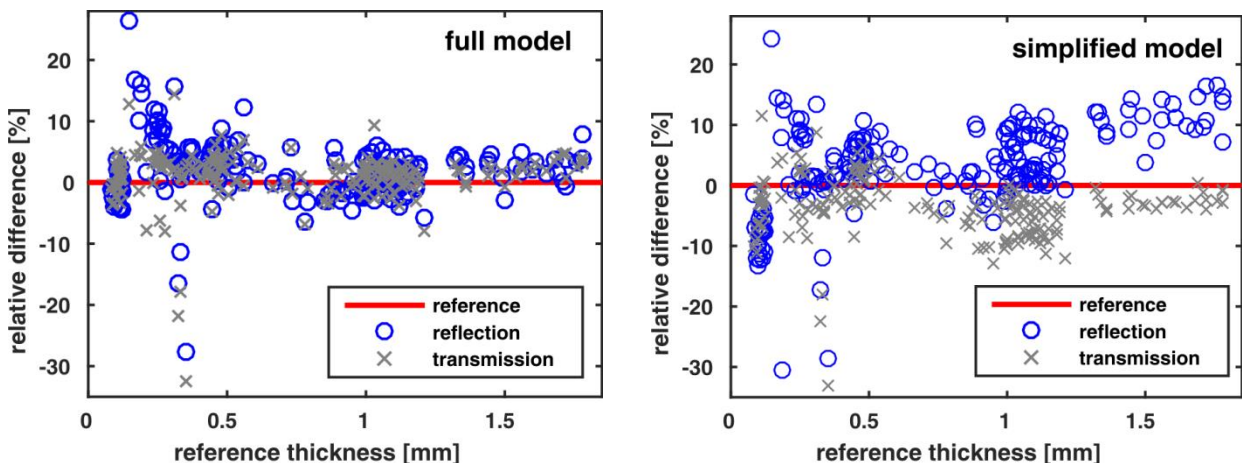 full model
relative difference [%]
20
10
0
-10
-20
-30
reference
reflection
transmission
0 0.5 1 1.5
reference thickness [mm]
simplified model
relative difference [%]
20
10
0
-10
-20
-30
reference
reflection
transmission
0 0.5 1 1.5
reference thickness [mm]